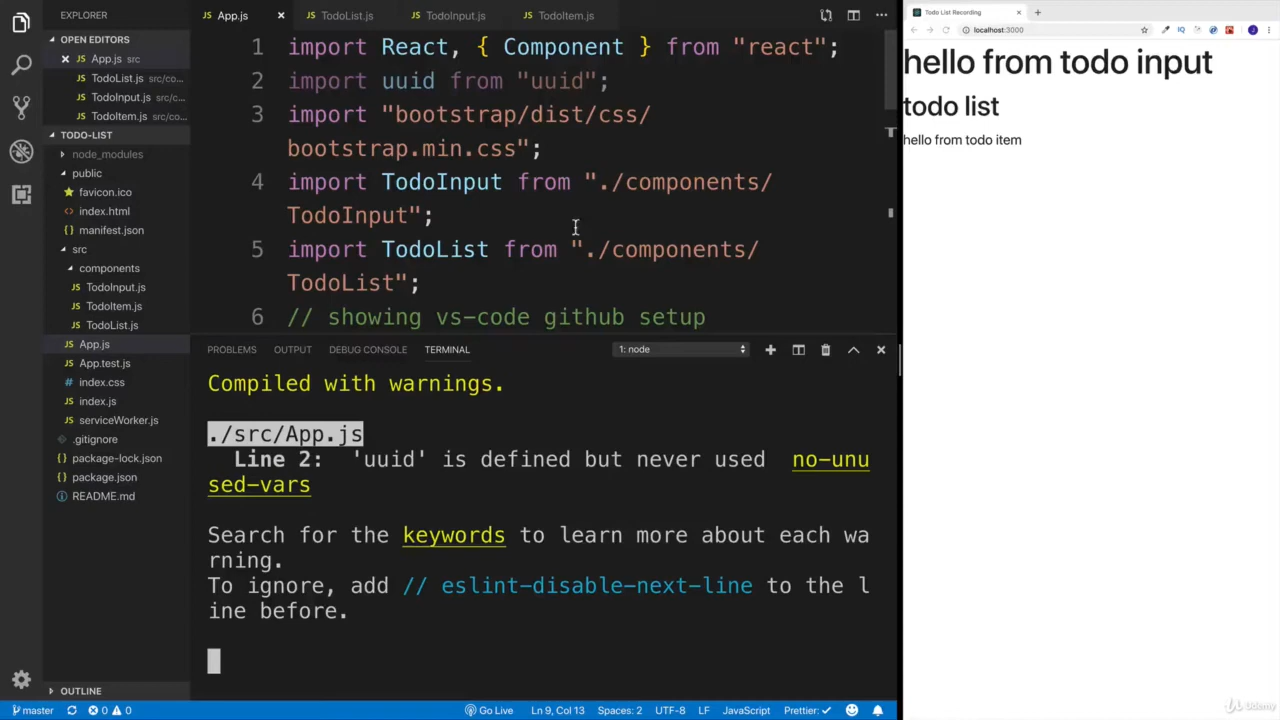 EXPLORER
OPEN EDITORS
App.js src
TodoList.js src/co...
TodoInput.js src/c...
TodoItem.js src/co...
TODO-LIST
node_modules
public
favicon.ico
index.html
manifest.json
src
components
TodoInput.js
TodoItem.js
TodoList.js
App.js
App.test.js
index.css
index.js
serviceWorker.js
.gitignore
package-lock.json
package.json
README.md
OUTLINE
App.js TodoList.js TodoInput.js TodoItem.js
1 import React, { Component } from "react";
2 import uuid from "uuid";
3 import "bootstrap/dist/css/
bootstrap.min.css";
4 import TodoInput from "./components/
TodoInput";
5 import TodoList from "./components/
TodoList";
6 // showing vs-code github setup
PROBLEMS OUTPUT DEBUG CONSOLE TERMINAL 1: node
Compiled with warnings.
./src/App.js
Line 2: 'uuid' is defined but never used no-unu
sed-vars
Search for the keywords to learn more about each wa
rning.
To ignore, add // eslint-disable-next-line to the l
ine before.
master 0 0 Go Live Ln 9, Col 13 Spaces: 2 UTF-8 LF JavaScript Prettier: ✓
Todo List Recording
localhost:3000
hello from todo input
todo list
hello from todo item
Udemy